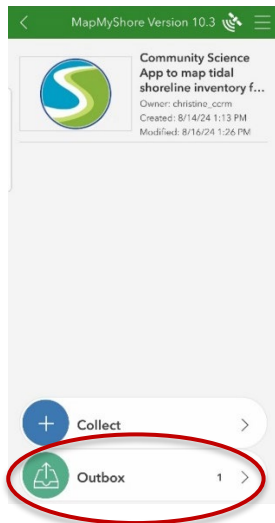 MapMyShore Version 10.3
Community Science
App to map tidal
shoreline inventory f...
Owner: christine_ccrm
Created: 8/14/24 1:13 PM
Modified: 8/16/24 1:26 PM
Collect
Outbox 1